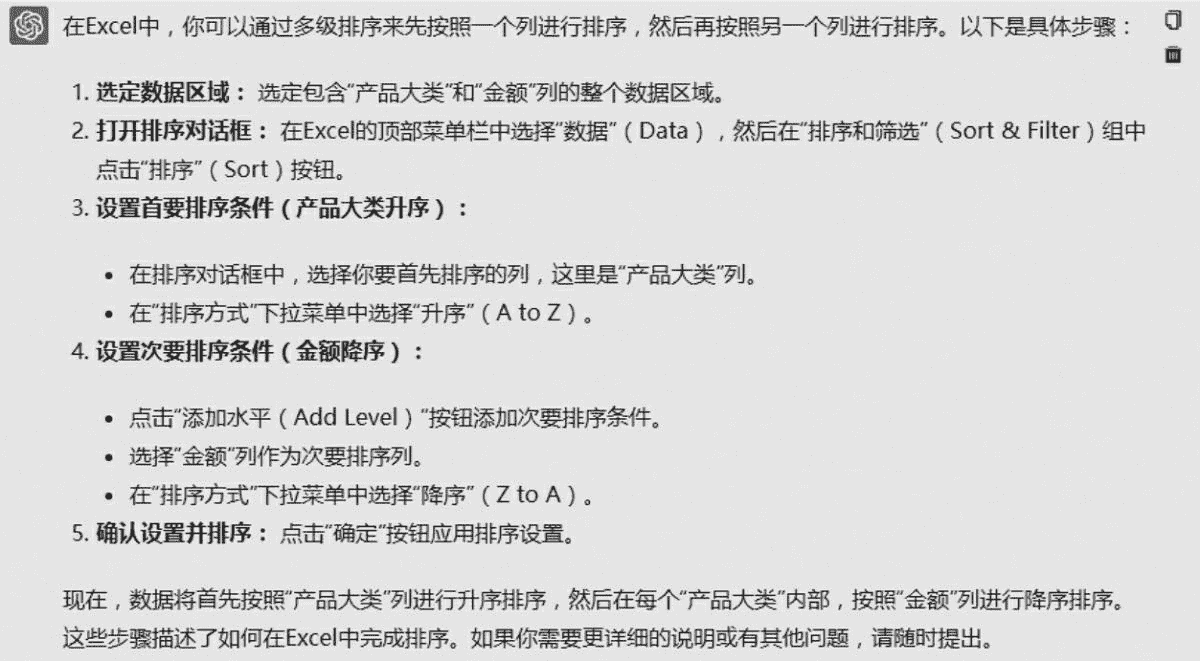 在Excel中，你可以通过多级排序来先按照一个列进行排序，然后再按照另一个列进行排序。以下是具体步骤：
1. 选定数据区域： 选定包含“产品大类”和“金额”列的整个数据区域。
2. 打开排序对话框： 在Excel的顶部菜单栏中选择“数据”（Data），然后在“排序和筛选”（Sort & Filter）组中
点击“排序”（Sort）按钮。
3. 设置首要排序条件（产品大类升序）：
• 在排序对话框中，选择你要首先排序的列，这里是“产品大类”列。
• 在“排序方式”下拉菜单中选择“升序”（A to Z）。
4. 设置次要排序条件（金额降序）：
• 点击“添加水平（Add Level）”按钮添加次要排序条件。
• 选择“金额”列作为次要排序列。
• 在“排序方式”下拉菜单中选择“降序”（Z to A）。
5. 确认设置并排序： 点击“确定”按钮应用排序设置。
现在，数据将首先按照“产品大类”列进行升序排序，然后在每个“产品大类”内部，按照“金额”列进行降序排序。
这些步骤描述了如何在Excel中完成排序。如果你需要更详细的说明或有其他问题，请随时提出。